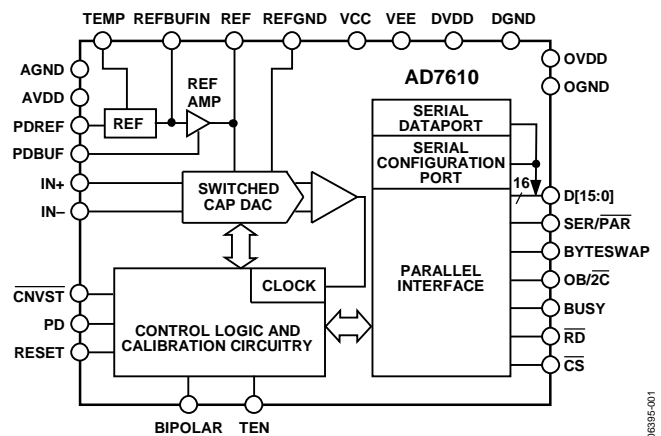 TEMP REFBUFIN REF REFGND VCC VEE DVDD DGND
AGND
AVDD
PDREF
PDBUF
IN+
IN–
CNVST
PD
RESET
REF
REF
AMP
SWITCHED
CAP DAC
CLOCK
CONTROL LOGIC AND
CALIBRATION CIRCUITRY
BIPOLAR TEN
AD7610
SERIAL
DATAPORT
SERIAL
CONFIGURATION
PORT
16
PARALLEL
INTERFACE
OVDD
OGND
D[15:0]
SER/PAR
BYTESWAP
OB/2C
BUSY
RD
CS
06395-001